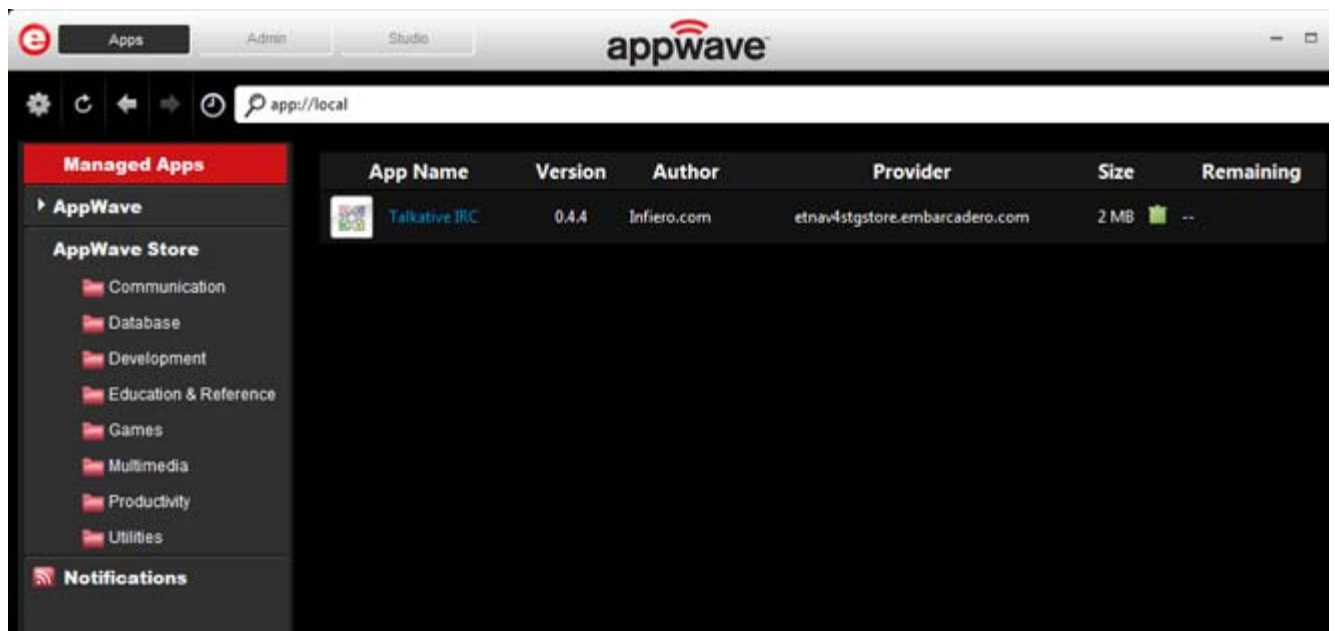 e Apps Admin Studio appwave
app://local
Managed Apps
AppWave
AppWave Store
Communication
Database
Development
Education & Reference
Games
Multimedia
Productivity
Utilities
Notifications
App Name Version Author Provider Size Remaining
Talkative IRC 0.4.4 Infiero.com etnav4stgstore.embarcadero.com 2 MB --